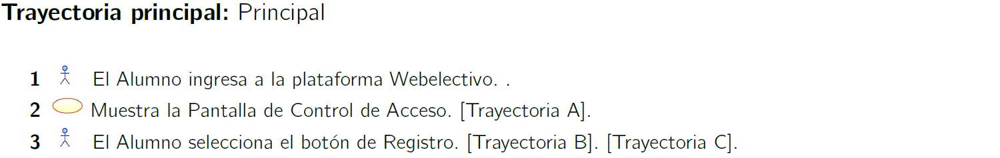 Trayectoria principal: Principal
1 El Alumno ingresa a la plataforma Webelectivo. .
2 Muestra la Pantalla de Control de Acceso. [Trayectoria A].
3 El Alumno selecciona el botón de Registro. [Trayectoria B]. [Trayectoria C].